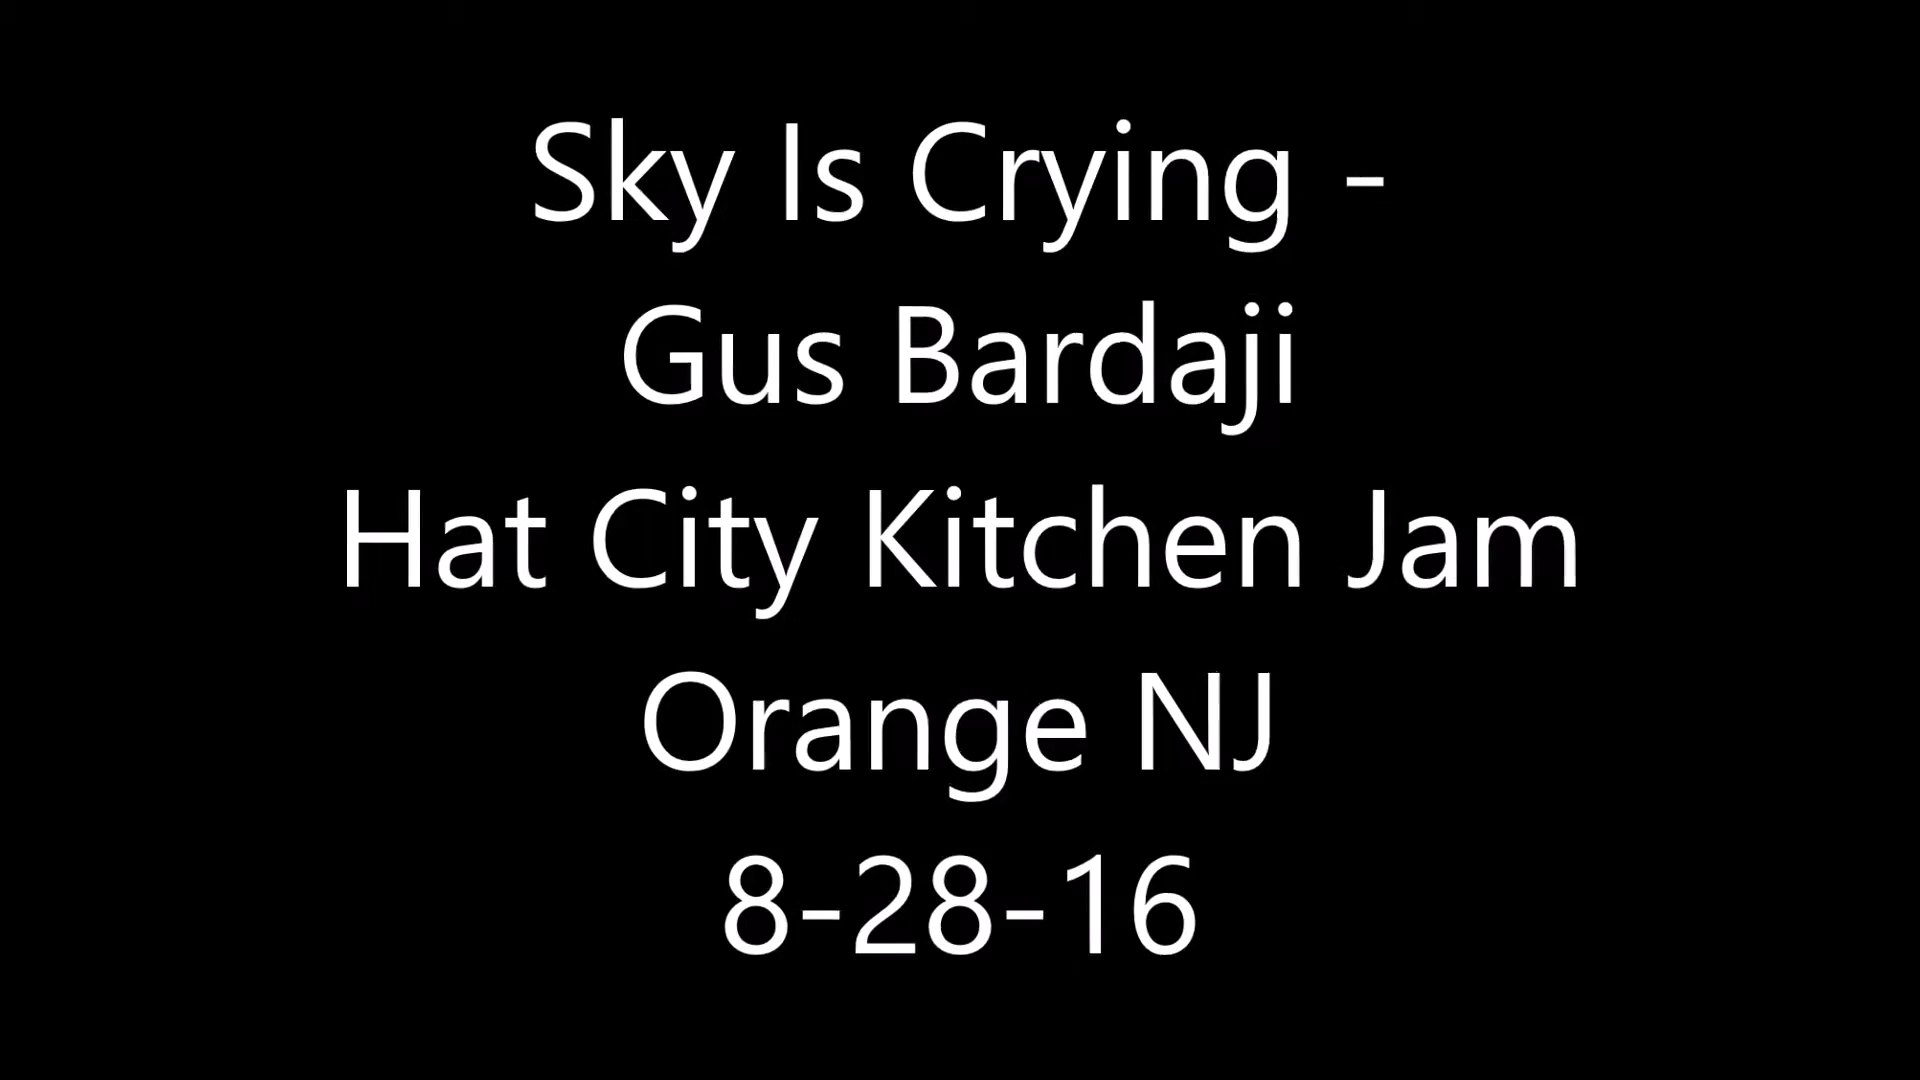 Sky Is Crying -
Gus Bardaji
Hat City Kitchen Jam
Orange NJ
8-28-16